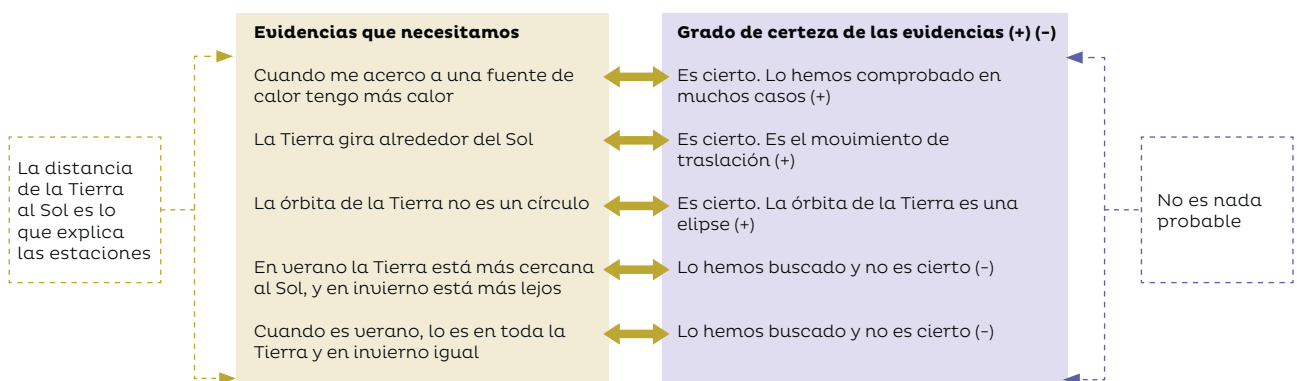 La distancia
de la Tierra
al Sol es lo
que explica
las estaciones
Evidencias que necesitamos
Cuando me acerco a una fuente de
calor tengo más calor
La Tierra gira alrededor del Sol
La órbita de la Tierra no es un círculo
En verano la Tierra está más cercana
al Sol, y en invierno está más lejos
Cuando es verano, lo es en toda la
Tierra y en invierno igual
Grado de certeza de las evidencias (+) (-)
Es cierto. Lo hemos comprobado en
muchos casos (+)
Es cierto. Es el movimiento de
traslación (+)
Es cierto. La órbita de la Tierra es una
elipse (+)
Lo hemos buscado y no es cierto (-)
Lo hemos buscado y no es cierto (-)
No es nada
probable